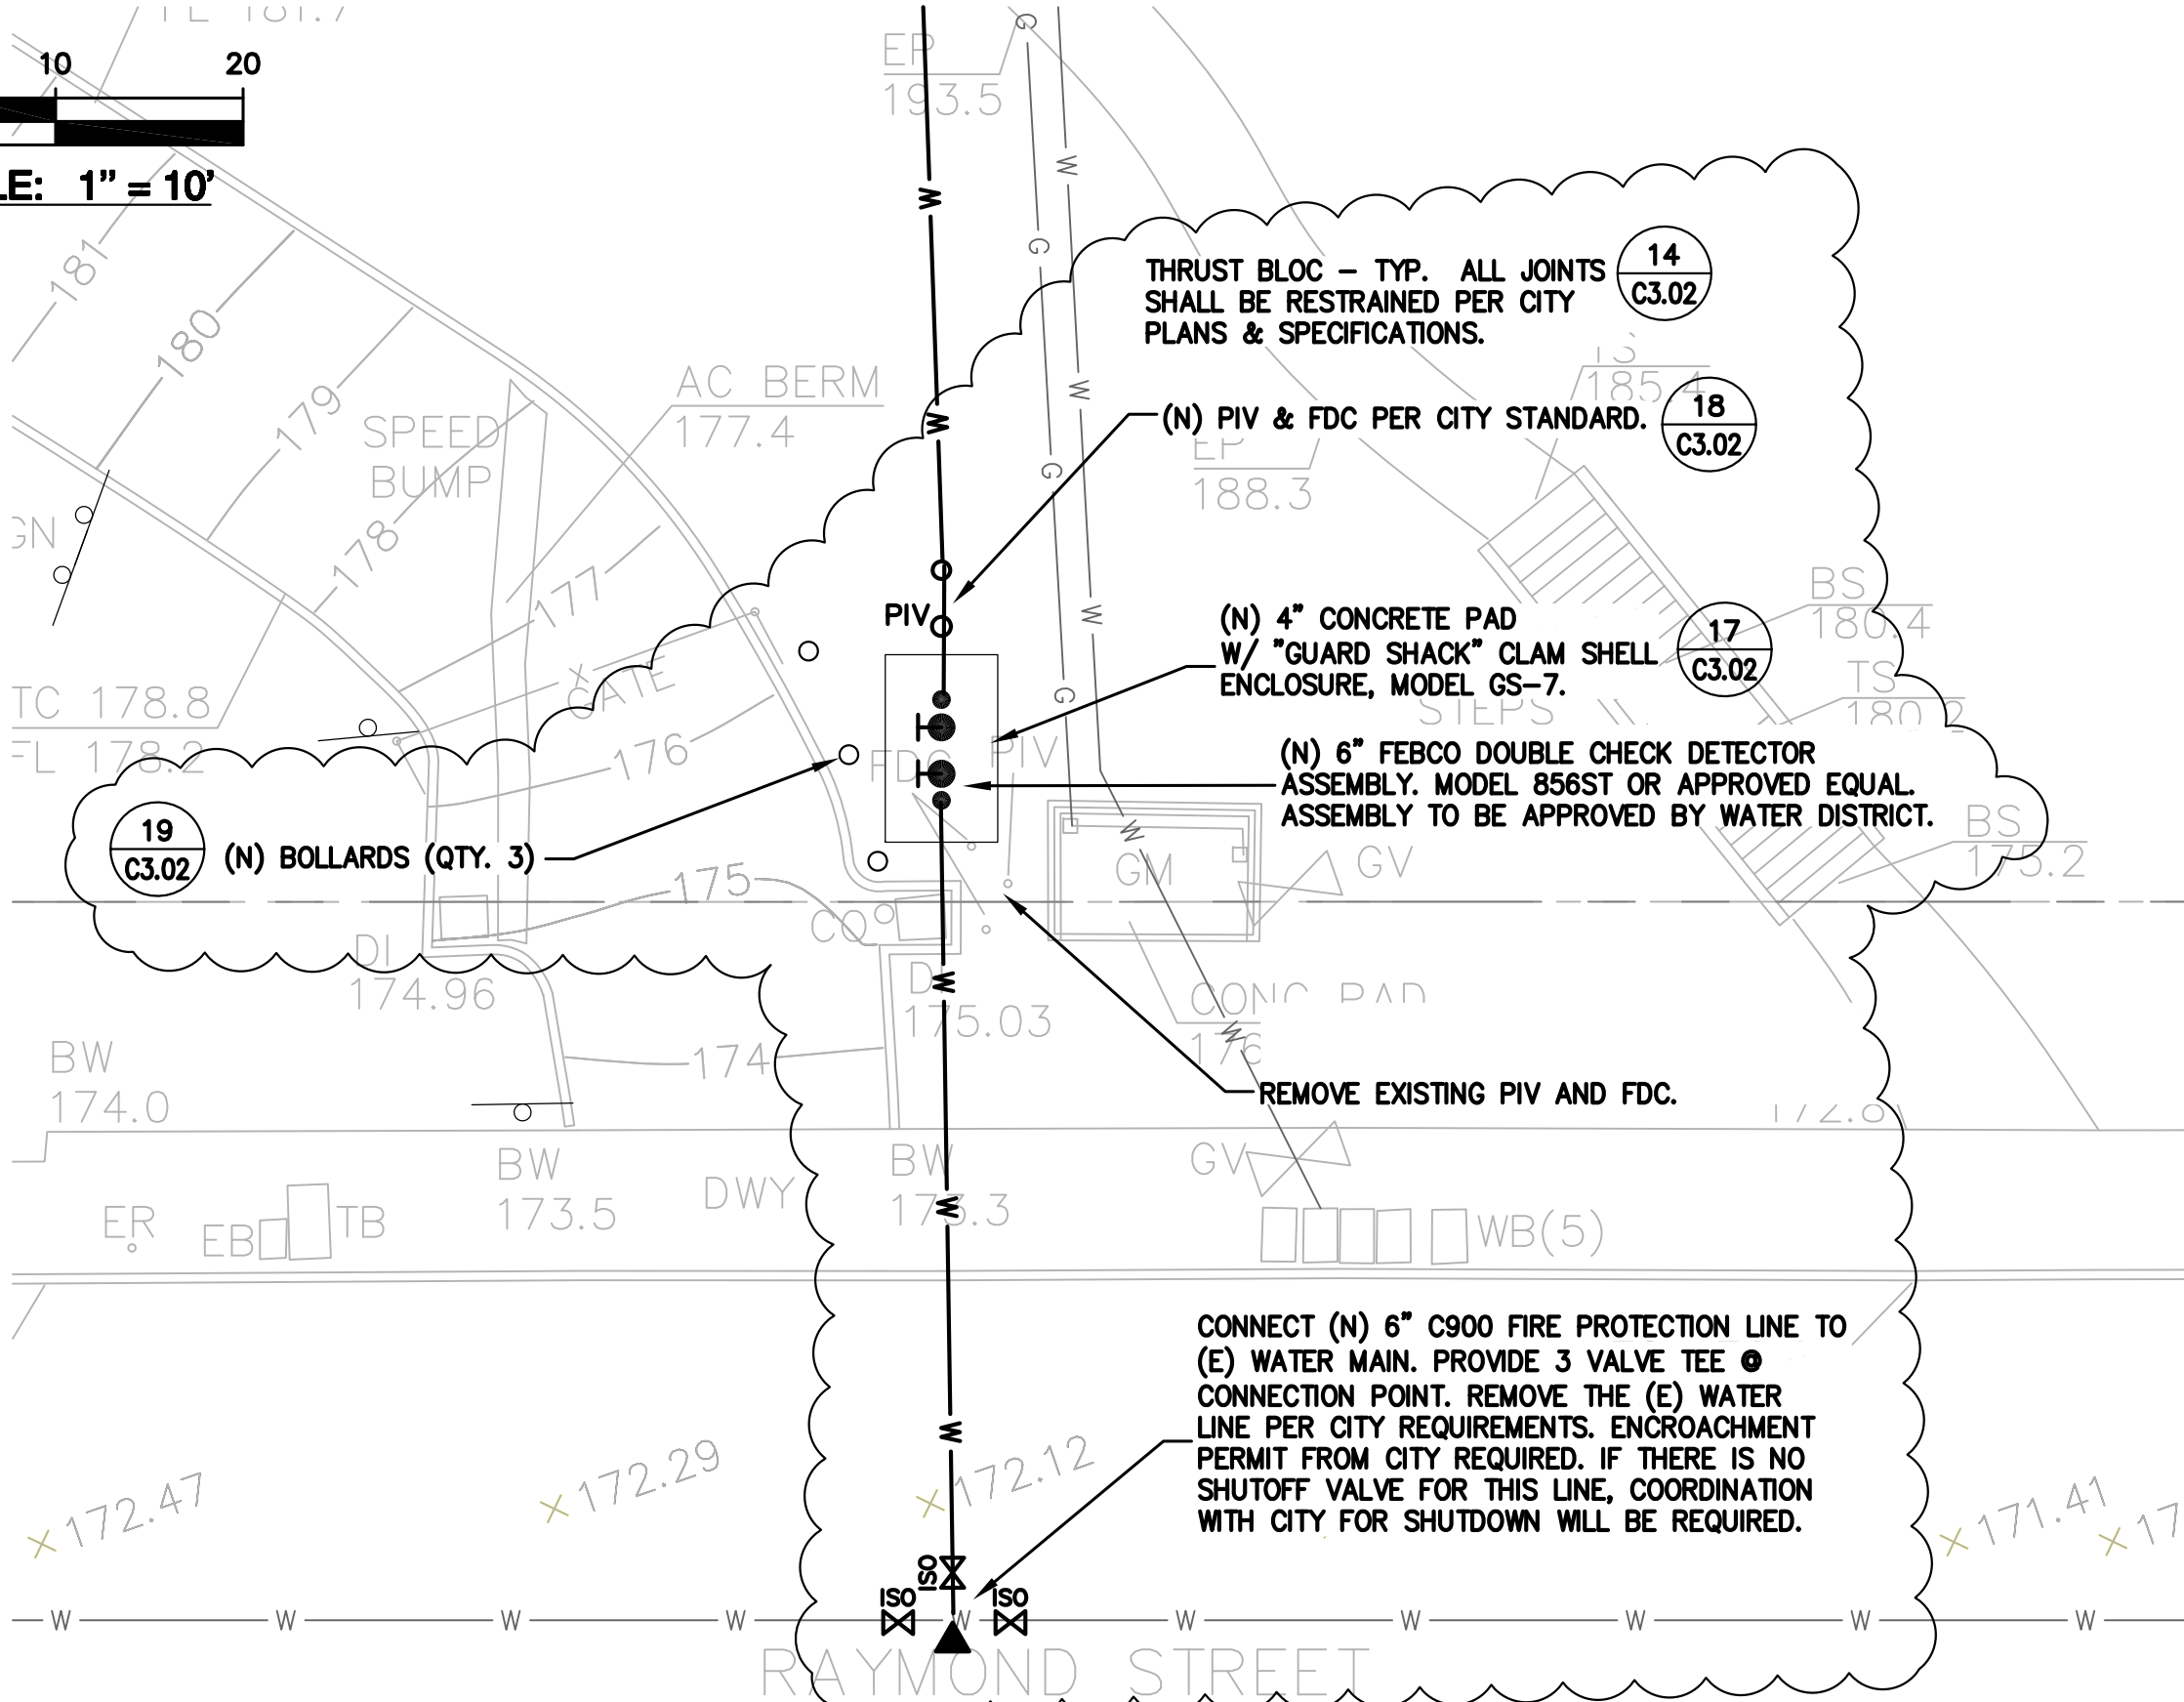 10 20
1" = 10'
EP
193.5
G
W
W
181
180
179
178
177
176
175
174
G
W
W
G
W
G
SPEED
BUMP
AC BERM
177.4
THRUST BLOC – TYP. ALL JOINTS
SHALL BE RESTRAINED PER CITY
PLANS & SPECIFICATIONS.
14
C3.02
185.4
(N) PIV & FDC PER CITY STANDARD.
18
C3.02
EP
188.3
BS
180.4
TS
180.2
PIV
(N) 4" CONCRETE PAD
W/ "GUARD SHACK" CLAM SHELL
ENCLOSURE, MODEL GS-7.
17
C3.02
STEPS
TC 178.8
FL 178.2
GATE
FDC PIV
(N) 6" FEBCO DOUBLE CHECK DETECTOR
ASSEMBLY. MODEL 856ST OR APPROVED EQUAL.
ASSEMBLY TO BE APPROVED BY WATER DISTRICT.
BS
175.2
19
C3.02
(N) BOLLARDS (QTY. 3)
W
GM
GV
CO
DI
174.96
W
175.03
CONC PAD
W
REMOVE EXISTING PIV AND FDC.
BW
174.0
BW
173.5
DWY
BW
173.3
W
GV
ER
EB
TB
WB(5)
CONNECT (N) 6" C900 FIRE PROTECTION LINE TO
(E) WATER MAIN. PROVIDE 3 VALVE TEE @
CONNECTION POINT. REMOVE THE (E) WATER
LINE PER CITY REQUIREMENTS. ENCROACHMENT
PERMIT FROM CITY REQUIRED. IF THERE IS NO
SHUTOFF VALVE FOR THIS LINE, COORDINATION
WITH CITY FOR SHUTDOWN WILL BE REQUIRED.
W
172.47
172.29
172.12
171.41
ISO
ISO
ISO
W W W W W W W W W W
RAYMOND STREET